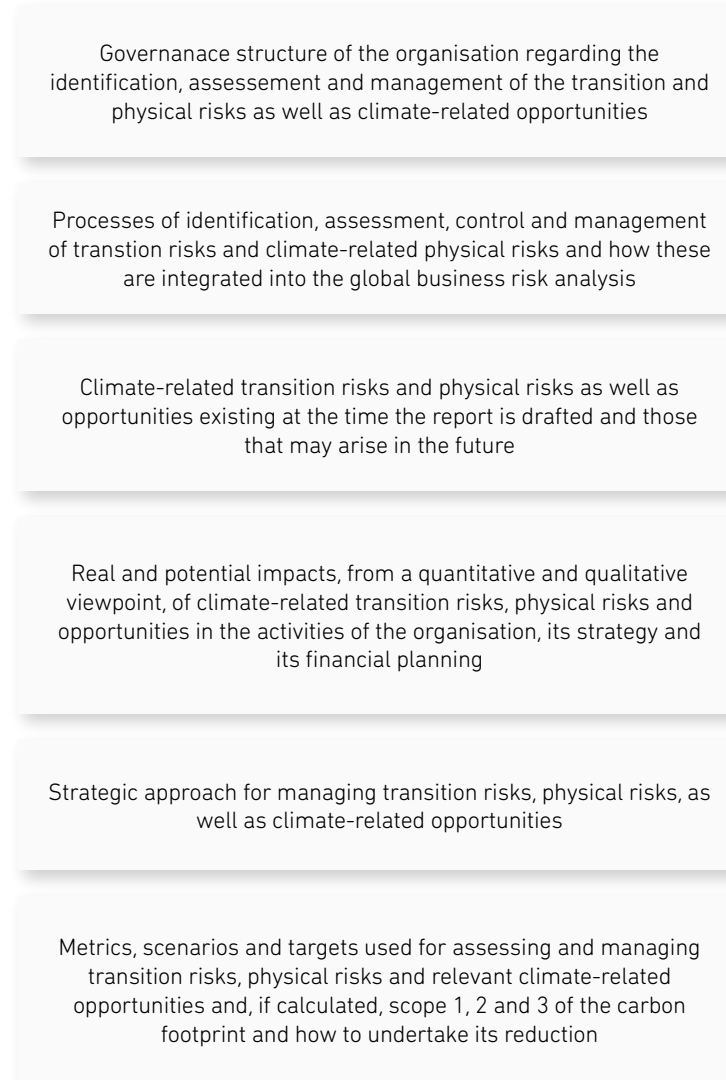 Governanace structure of the organisation regarding the
identification, assessement and management of the transition and
physical risks as well as climate-related opportunities
Processes of identification, assessment, control and management
of transtion risks and climate-related physical risks and how these
are integrated into the global business risk analysis
Climate-related transition risks and physical risks as well as
opportunities existing at the time the report is drafted and those
that may arise in the future
Real and potential impacts, from a quantitative and qualitative
viewpoint, of climate-related transition risks, physical risks and
opportunities in the activities of the organisation, its strategy and
its financial planning
Strategic approach for managing transition risks, physical risks, as
well as climate-related opportunities
Metrics, scenarios and targets used for assessing and managing
transition risks, physical risks and relevant climate-related
opportunities and, if calculated, scope 1, 2 and 3 of the carbon
footprint and how to undertake its reduction